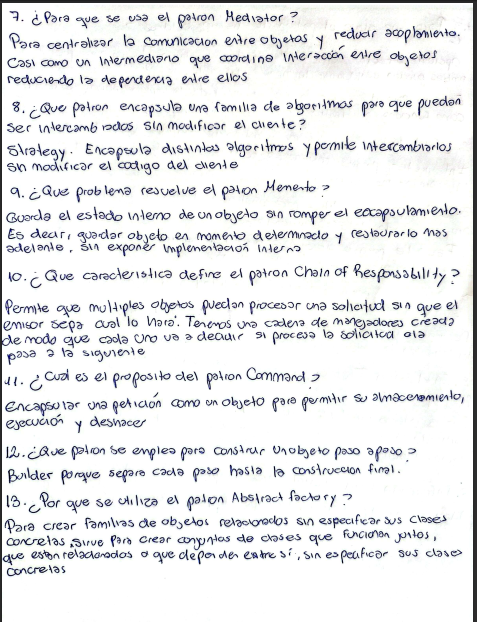 7. ¿Para que se usa el patron Mediator?
Para centralizar la comunicacion entre objetos y reducir acoplamiento.
Casi como un intermediario que coordina interacción entre objetos
reduciendo la dependencia entre ellos
8. ¿Que patron encapsula una familia de algoritmos para que puedan
ser intercambiados sin modificar el cliente?
Strategy. Encapsula distintos algoritmos y permite intercambiarlos
sin modificar el codigo del cliente
9. ¿Que problema resuelve el patron Memento?
Guarda el estado interno de un objeto sin romper el encapsulamiento.
Es decir, guardar objeto en momento determinado y restaurarlo mas
adelante, sin exponer implementacion interna
10. ¿Que caracteristica define el patron Chain of Responsability?
Permite que multiples objetos puedan procesar una solicitud sin que el
emisor sepa cual lo hará. Tenemos una cadena de manejadores creada
de modo que cada uno va a decidir si procesa la solicitud o la
pasa a la siguiente
11. ¿Cual es el proposito del patron Command?
Encapsular una petición como un objeto para permitir su almacenamiento,
ejecución y deshacer
12. ¿Que patron se emplea para construir un objeto paso a paso?
Builder porque separa cada paso hasta la construccion final.
13. ¿Por que se utiliza el patron Abstract factory?
Para crear familias de objetos relacionados sin especificar sus clases
concretas, sirve para crear conjuntos de clases que funcionan juntos,
que estan relacionados o que dependen entre sí, sin especificar sus clases
concretas